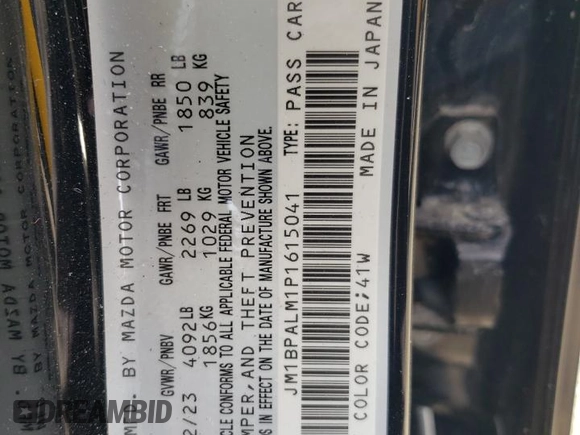 BY MAZDA MOTOR CORPORATION
GVWR/PNBV GAWR/PNBE FRT GAWR/PNBE RR
2/23 4092LB 2269 LB 1850 LB
1856KG 1029 KG 839 KG
CLE CONFORMS TO ALL APPLICABLE FEDERAL MOTOR VEHICLE SAFETY
MPER, AND THEFT PREVENTION
S IN EFFECT ON THE DATE OF MANUFACTURE SHOWN ABOVE.
JM1BPALM1P1615041 TYPE: PASS CAR
COLOR CODE;41W MADE IN JAPAN
DREAMBID